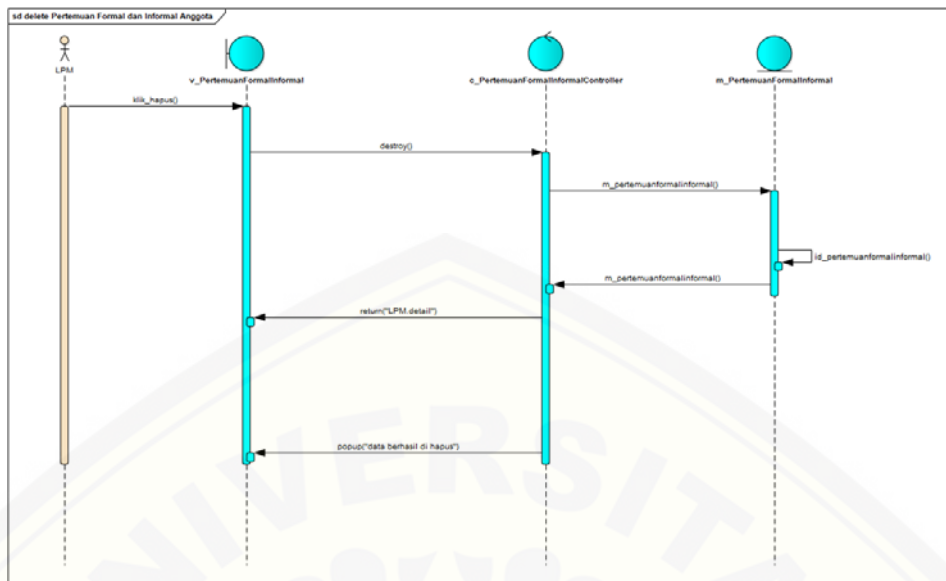 sd delete Pertemuan Formal dan Informal Anggota
LPM
v_PertemuanFormalInformal
c_PertemuanFormalInformalController
m_PertemuanFormalInformal
klik_hapus()
destroy()
m_pertemuanformalinformal()
id_pertemuanformalinformal()
m_pertemuanformalinformal()
return("LPM.detail")
popup("data berhasil di hapus")
NIVERSITA